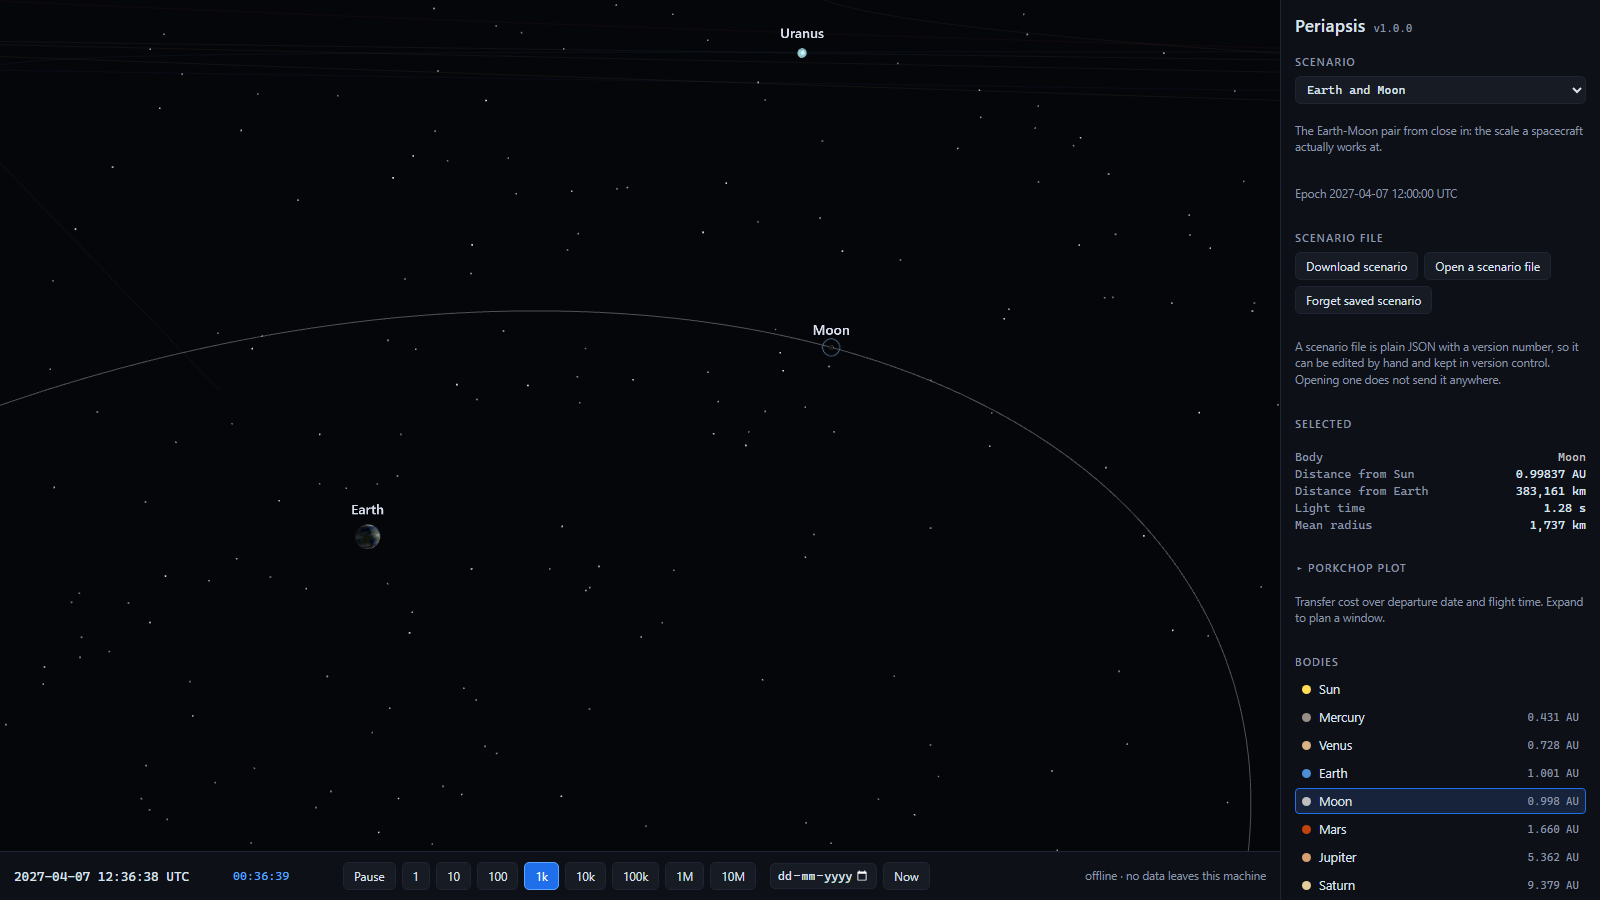 Uranus
Moon
Earth
Periapsis v1.0.0
SCENARIO
Earth and Moon
The Earth-Moon pair from close in: the scale a spacecraft
actually works at.
Epoch 2027-04-07 12:00:00 UTC
SCENARIO FILE
Download scenario
Open a scenario file
Forget saved scenario
A scenario file is plain JSON with a version number, so it
can be edited by hand and kept in version control.
Opening one does not send it anywhere.
SELECTED
Body Moon
Distance from Sun 0.99837 AU
Distance from Earth 383,161 km
Light time 1.28 s
Mean radius 1,737 km
PORKCHOP PLOT
Transfer cost over departure date and flight time. Expand
to plan a window.
BODIES
Sun
Mercury 0.431 AU
Venus 0.728 AU
Earth 1.001 AU
Moon 0.998 AU
Mars 1.660 AU
Jupiter 5.362 AU
Saturn 9.379 AU
2027-04-07 12:36:38 UTC 00:36:39 Pause 1 10 100 1k 10k 100k 1M 10M dd-mm-yyyy Now offline · no data leaves this machine